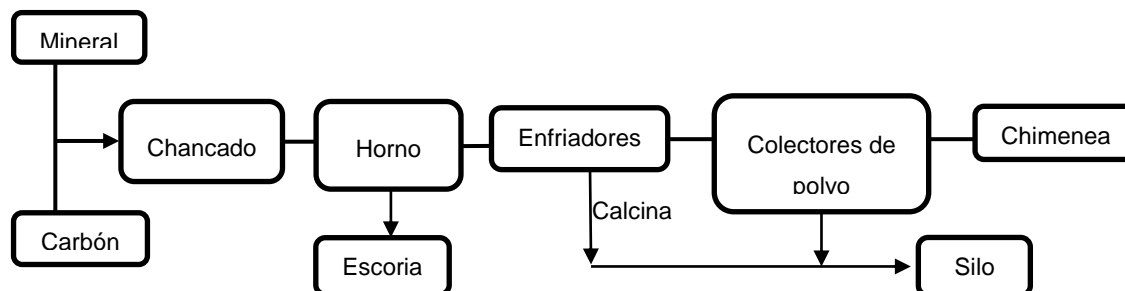 Mineral
Chancado
Horno
Enfriadores
Colectores de
polvo
Chimenea
Calcina
Carbón
Escoria
Silo